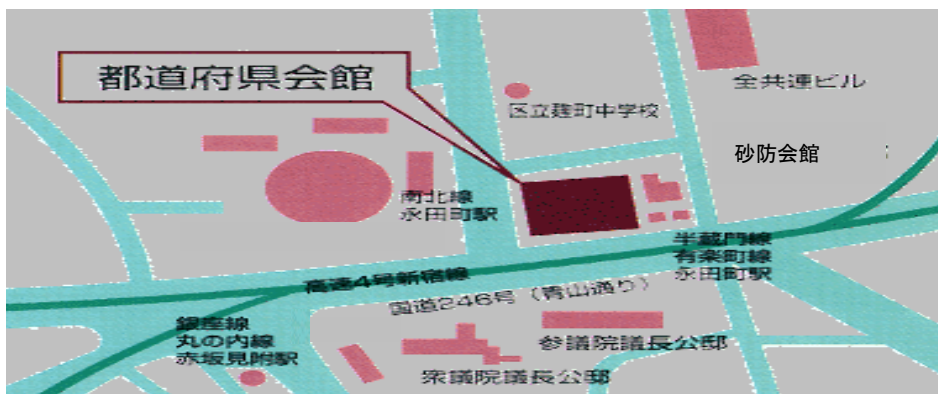 都道府県会館
全共連ビル
区立麹町中学校
砂防会館
南北線
永田町駅
半蔵門線
有楽町線
永田町駅
高速4号新宿線
国道246号(青山通り)
銀座線
丸の内線
赤坂見附駅
参議院議長公邸
衆議院議長公邸